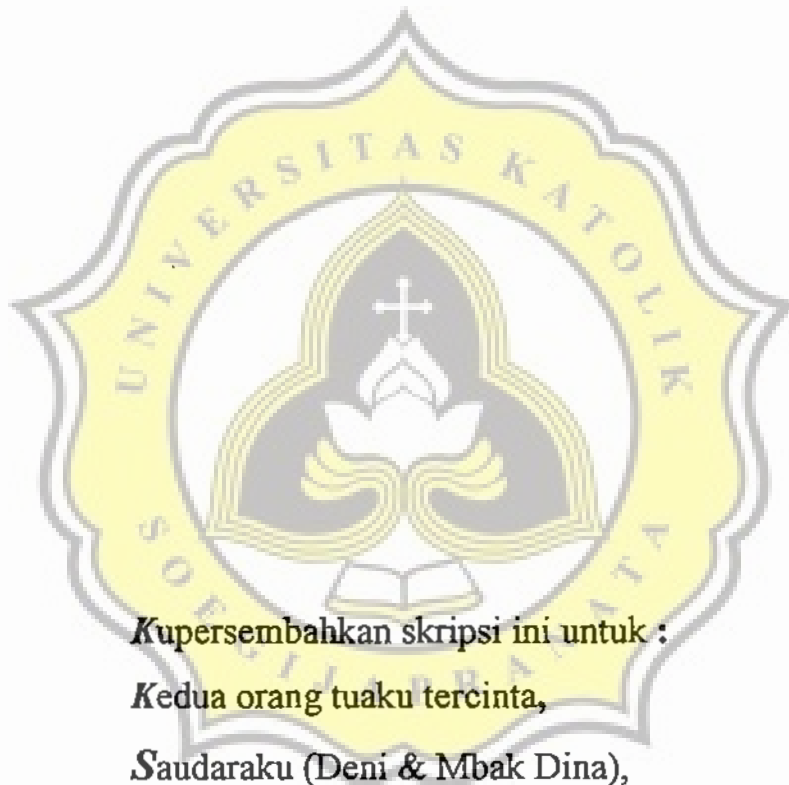 UNIVERSITAS KATOLIK
SOEGIJAPRANATA
Kupersembahkan skripsi ini untuk :
Kedua orang tuaku tercinta,
Saudaraku (Deni & Mbak Dina),